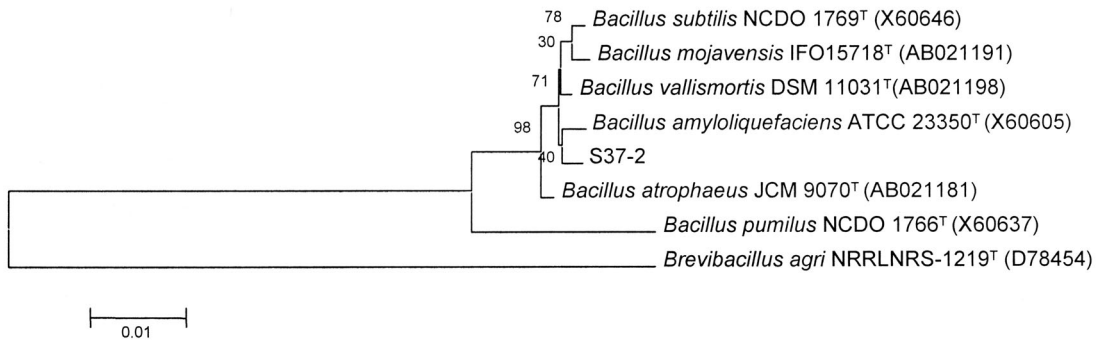 78
Bacillus subtilis NCDO 1769ᵀ (X60646)
30
Bacillus mojavensis IFO15718ᵀ (AB021191)
71
Bacillus vallismortis DSM 11031ᵀ(AB021198)
98
Bacillus amyloliquefaciens ATCC 23350ᵀ (X60605)
40
S37-2
Bacillus atrophaeus JCM 9070ᵀ (AB021181)
Bacillus pumilus NCDO 1766ᵀ (X60637)
Brevibacillus agri NRRLNRS-1219ᵀ (D78454)
0.01